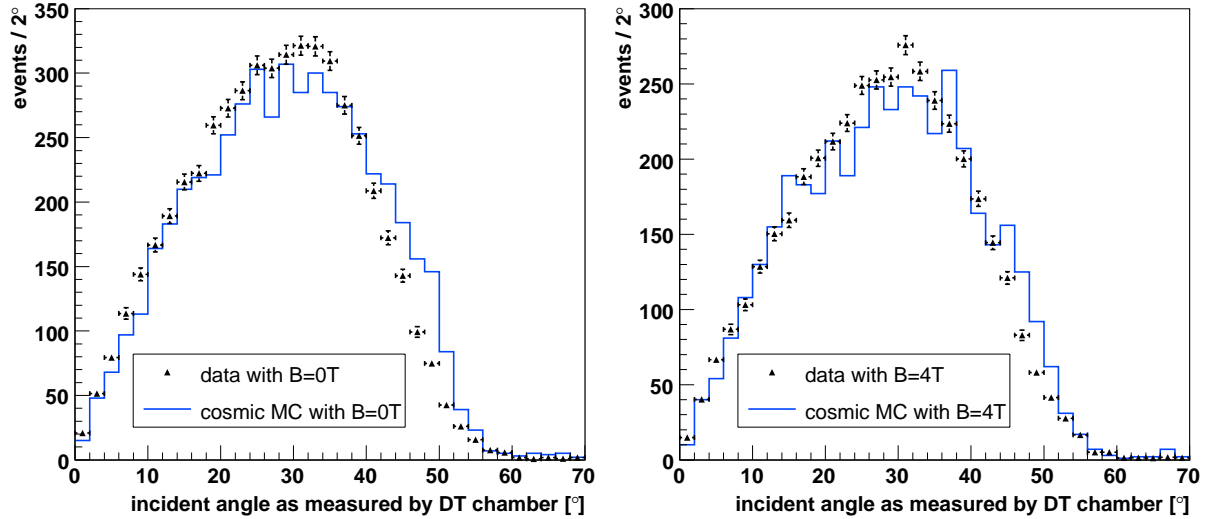 events / 2°
350
300
250
200
150
100
50
0
data with B=0T
cosmic MC with B=0T
0 10 20 30 40 50 60 70
incident angle as measured by DT chamber [°]
events / 2°
300
250
200
150
100
50
0
data with B=4T
cosmic MC with B=4T
0 10 20 30 40 50 60 70
incident angle as measured by DT chamber [°]